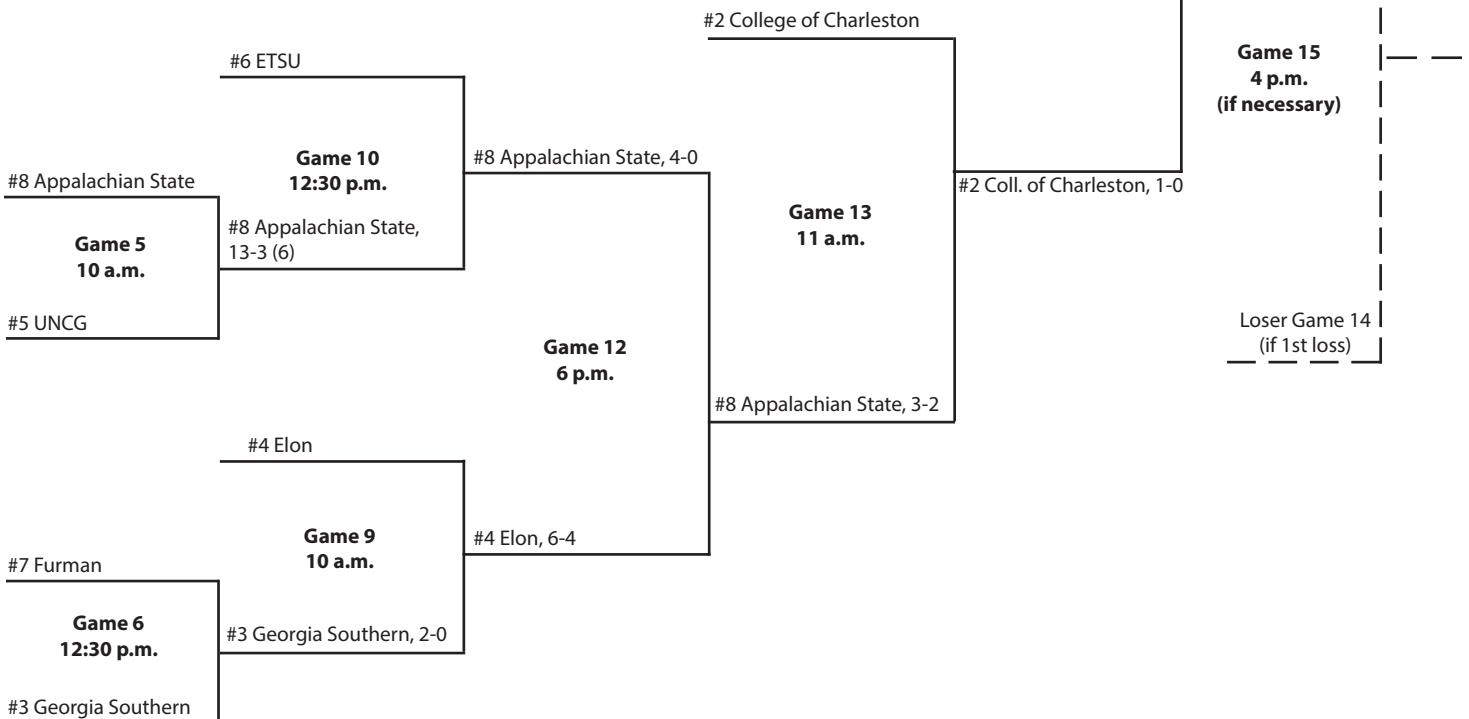 #2 College of Charleston
#6 ETSU
Game 15
4 p.m.
(if necessary)
Game 10
12:30 p.m.
#8 Appalachian State, 4-0
#8 Appalachian State
#2 Coll. of Charleston, 1-0
Game 13
11 a.m.
#8 Appalachian State,
13-3 (6)
Game 5
10 a.m.
#5 UNCG
Loser Game 14
(if 1st loss)
Game 12
6 p.m.
#8 Appalachian State, 3-2
#4 Elon
Game 9
10 a.m.
#4 Elon, 6-4
#7 Furman
Game 6
12:30 p.m.
#3 Georgia Southern, 2-0
#3 Georgia Southern